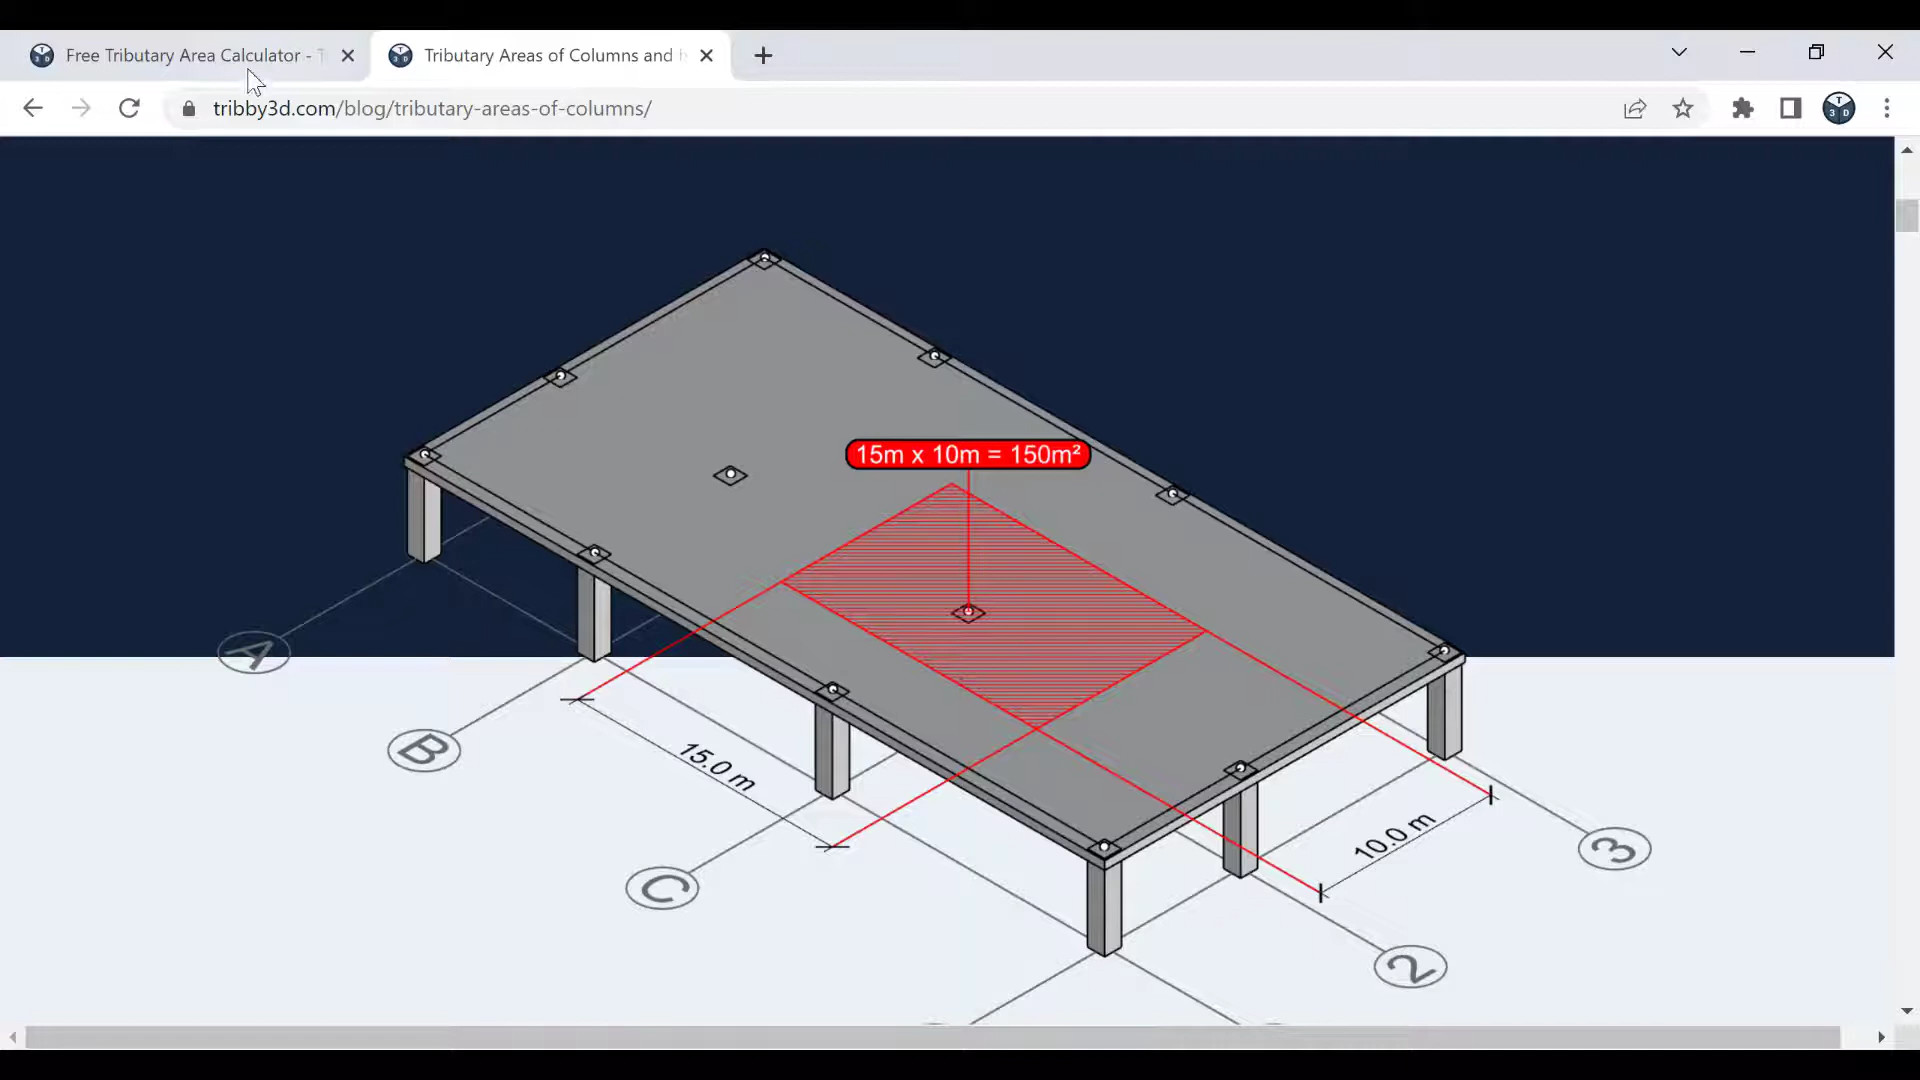 Free Tributary Area Calculator - T
Tributary Areas of Columns and h
tribby3d.com/blog/tributary-areas-of-columns/
T
3 D
15m x 10m = 150m²
A
B
15.0 m
C
10.0 m
3
2